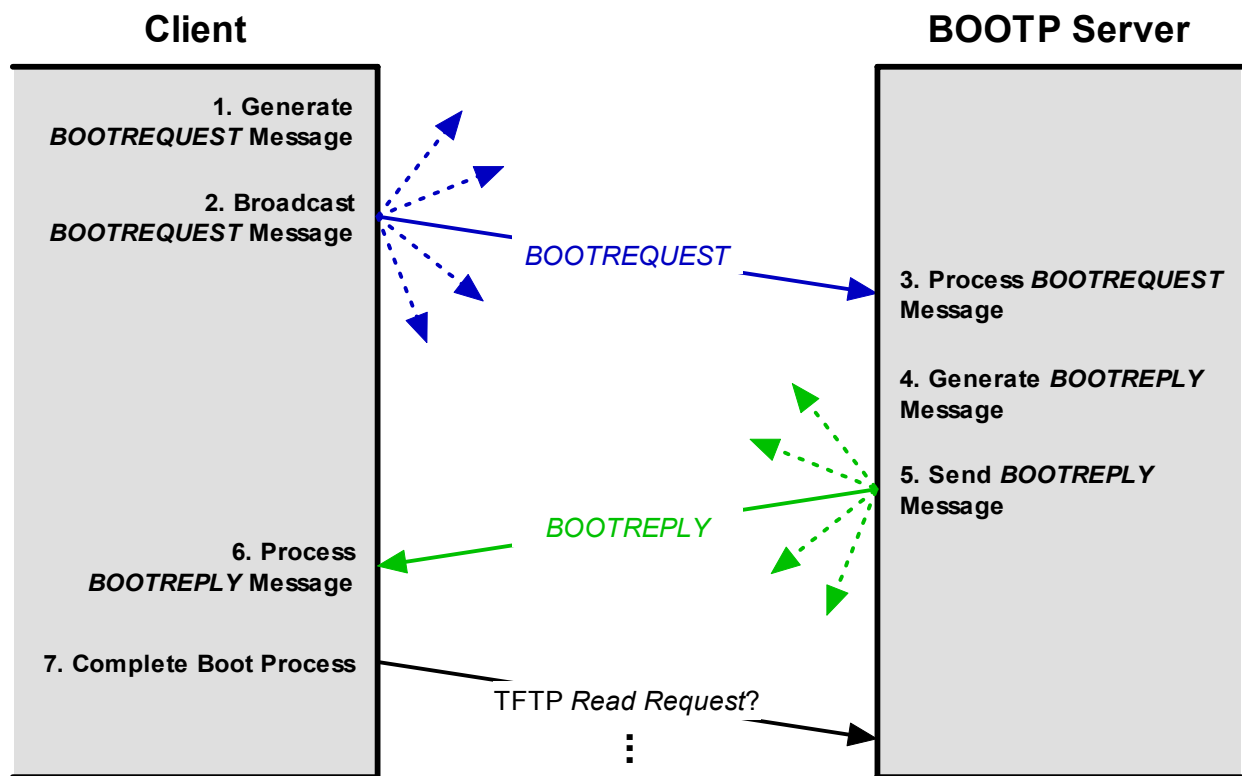 Client
BOOTP Server
1. Generate
BOOTREQUEST Message
2. Broadcast
BOOTREQUEST Message
BOOTREQUEST
3. Process BOOTREQUEST
Message
4. Generate BOOTREPLY
Message
5. Send BOOTREPLY
Message
BOOTREPLY
6. Process
BOOTREPLY Message
7. Complete Boot Process
TFTP Read Request?